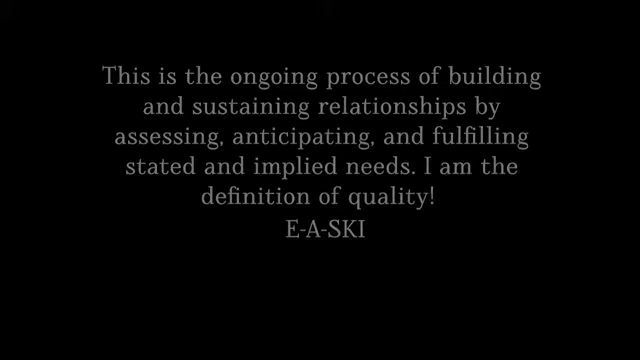 This is the ongoing process of building
and sustaining relationships by
assessing, anticipating, and fulfilling
stated and implied needs. I am the
definition of quality!
E-A-SKI